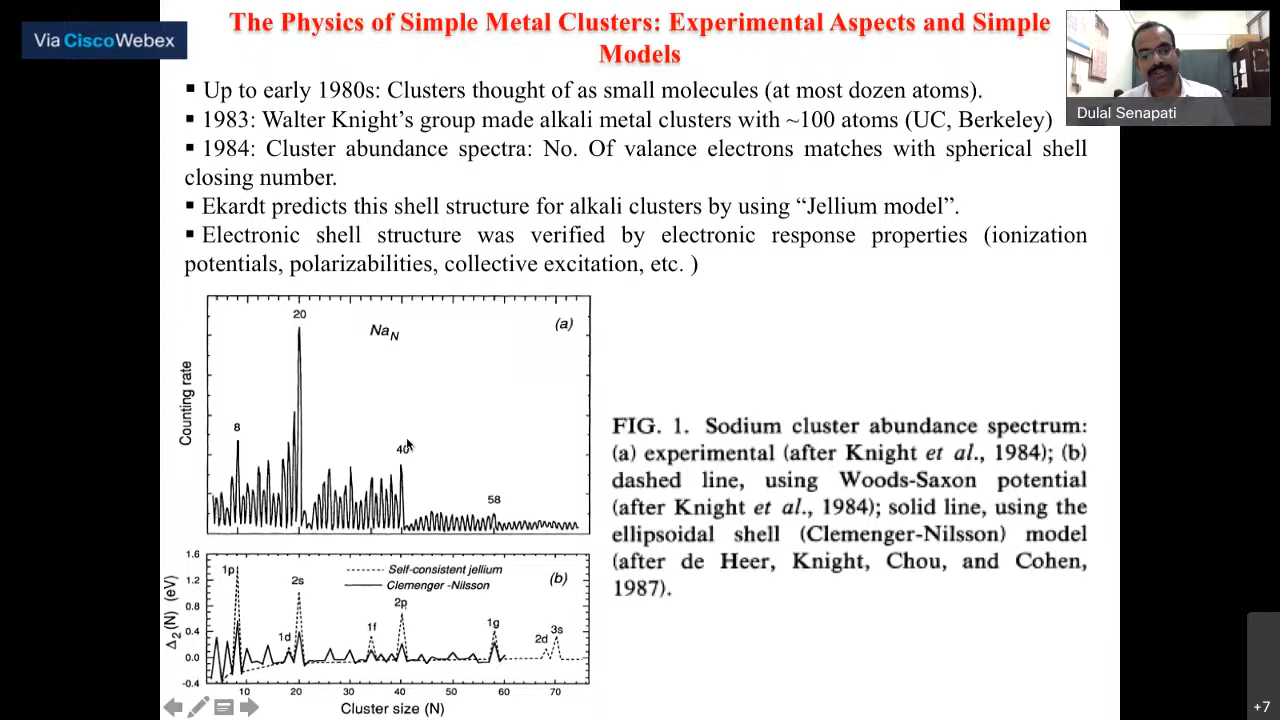 Via Cisco Webex
The Physics of Simple Metal Clusters: Experimental Aspects and Simple
Models
Dulal Senapati
▪ Up to early 1980s: Clusters thought of as small molecules (at most dozen atoms).
▪ 1983: Walter Knight's group made alkali metal clusters with ~100 atoms (UC, Berkeley)
▪ 1984: Cluster abundance spectra: No. Of valance electrons matches with spherical shell
closing number.
▪ Ekardt predicts this shell structure for alkali clusters by using “Jellium model”.
▪ Electronic shell structure was verified by electronic response properties (ionization
potentials, polarizabilities, collective excitation, etc. )
20
(a)
Na_N
Counting rate
8
40
58
FIG. 1. Sodium cluster abundance spectrum:
(a) experimental (after Knight et al., 1984); (b)
dashed line, using Woods-Saxon potential
(after Knight et al., 1984); solid line, using the
ellipsoidal shell (Clemenger-Nilsson) model
(after de Heer, Knight, Chou, and Cohen,
1987).
1.6
1.2
0.8
0.4
0.0
-0.4
Δ₂(N) (eV)
Self-consistent jellium
Clemenger -Nilsson
(b)
1p
1d
2s
1f
2p
1g
2d
3s
10 20 30 40 50 60 70
Cluster size (N)
+7